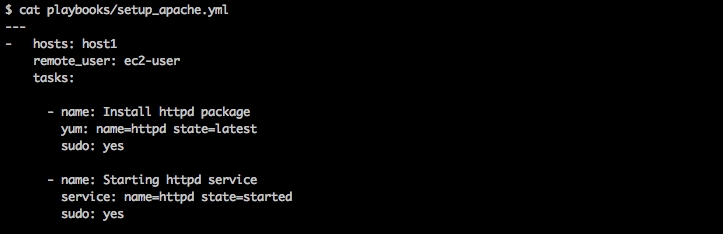 $ cat playbooks/setup_apache.yml
---
-   hosts: host1
    remote_user: ec2-user
    tasks:
      - name: Install httpd package
        yum: name=httpd state=latest
        sudo: yes
      - name: Starting httpd service
        service: name=httpd state=started
        sudo: yes